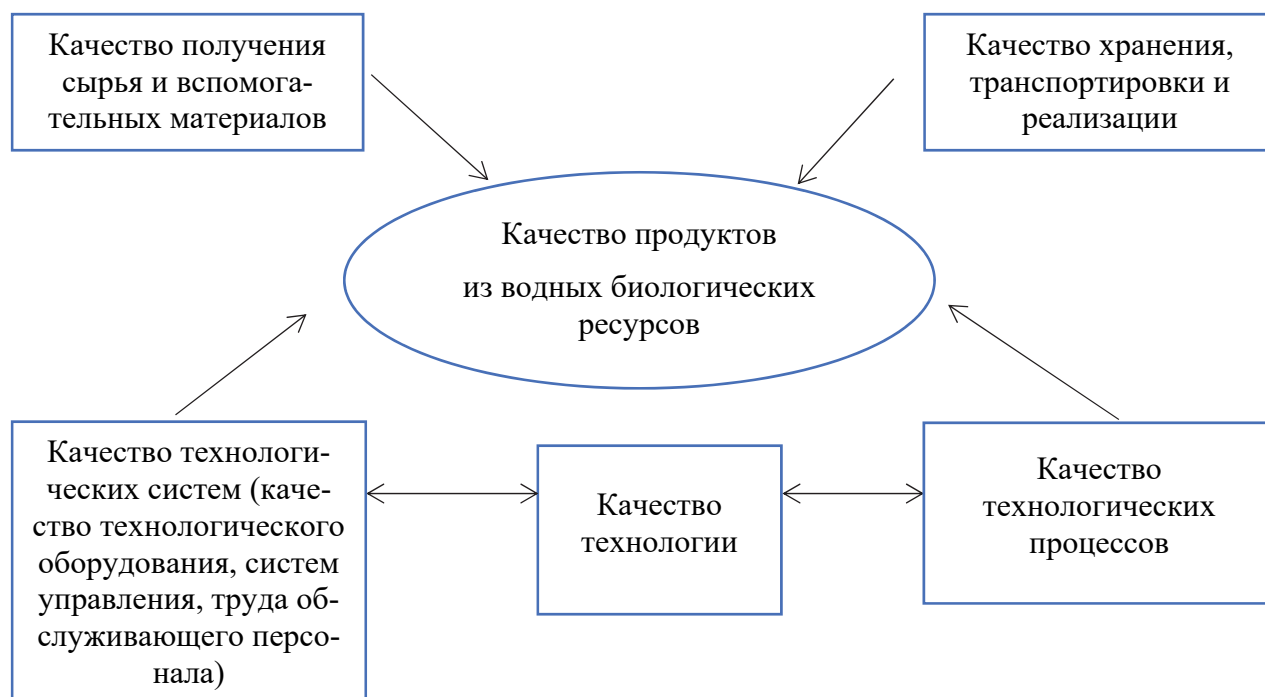 Качество получения
сырья и вспомога-
тельных материалов
Качество хранения,
транспортировки и
реализации
Качество продуктов
из водных биологических
ресурсов
Качество технологи-
ческих систем (каче-
ство технологического
оборудования, систем
управления, труда об-
служивающего персо-
нала)
Качество
технологии
Качество
технологических
процессов